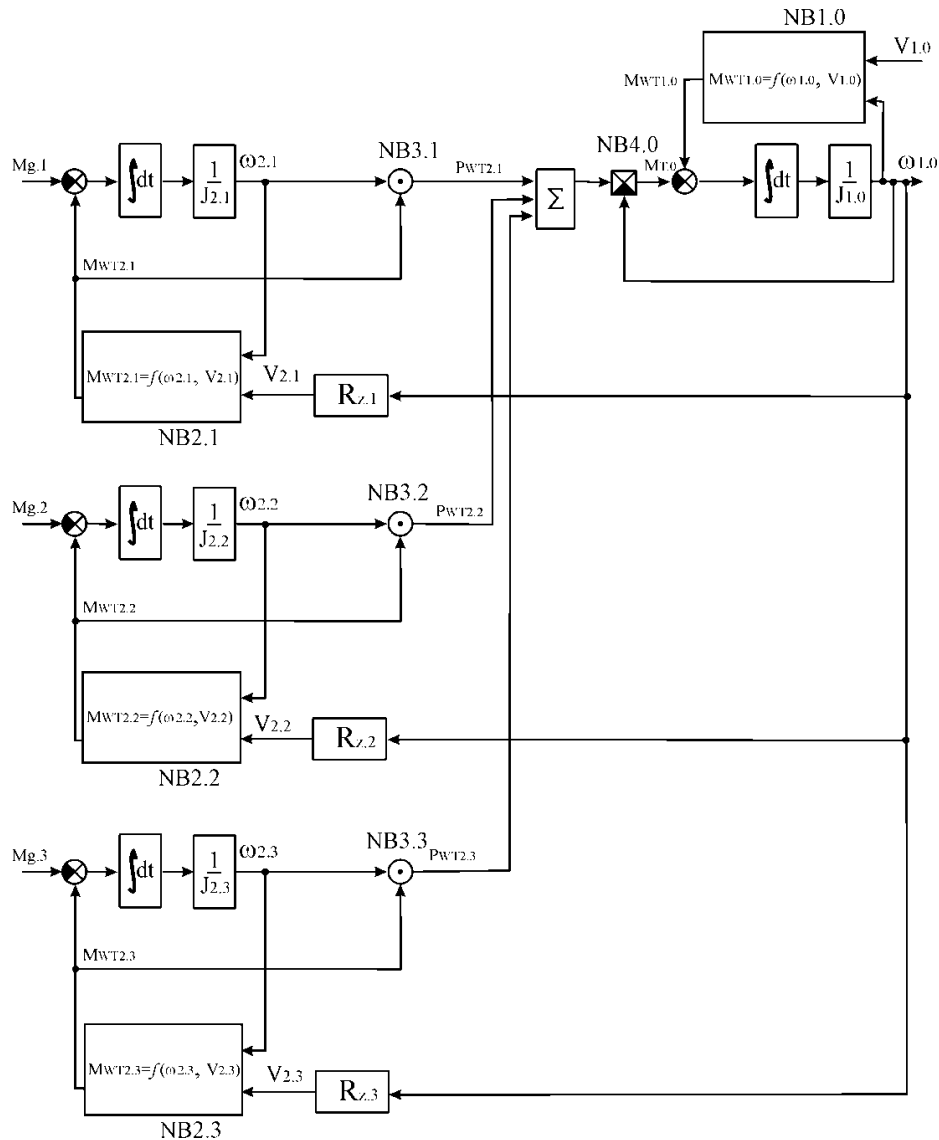 NB1.0
V1.0
MWT1.0=f(ω1.0, V1.0)
MWT1.0
Mg.1
∫dt
1
J2.1
ω2.1
NB3.1
PWT2.1
Σ
NB4.0
MT.0
∫dt
1
J1.0
ω1.0
MWT2.1
MWT2.1=f(ω2.1, V2.1)
V2.1
Rz.1
NB2.1
Mg.2
∫dt
1
J2.2
ω2.2
NB3.2
PWT2.2
MWT2.2
MWT2.2=f(ω2.2,V2.2)
V2.2
Rz.2
NB2.2
Mg.3
∫dt
1
J2.3
ω2.3
NB3.3
PWT2.3
MWT2.3
MWT2.3=f(ω2.3, V2.3)
V2.3
Rz.3
NB2.3